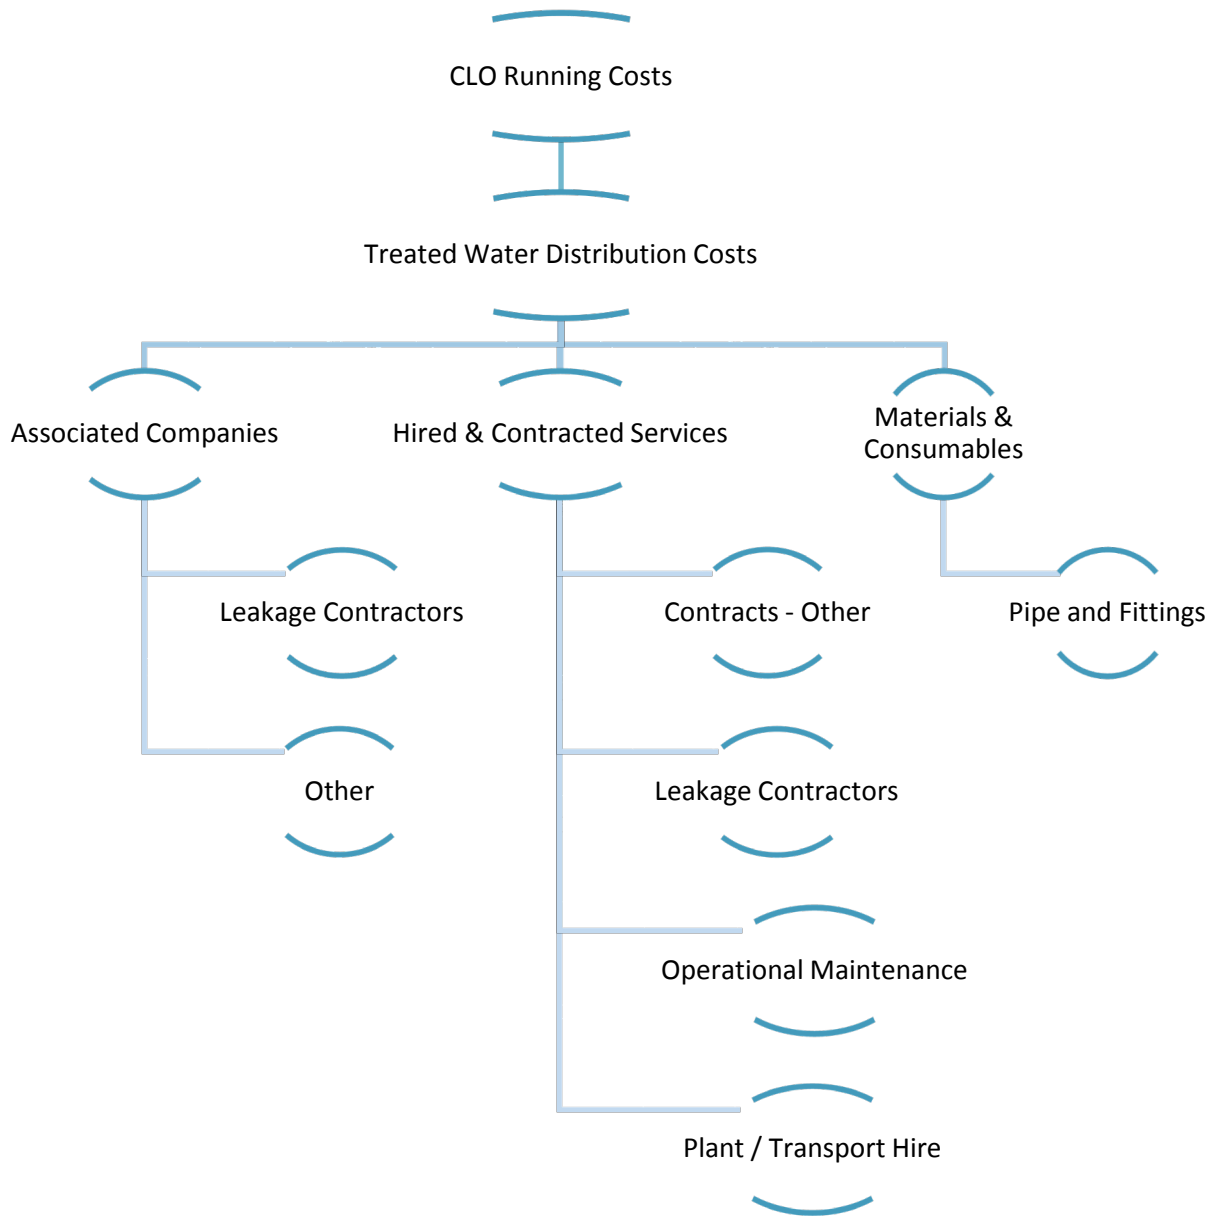 CLO Running Costs
Treated Water Distribution Costs
Associated Companies
Hired & Contracted Services
Materials &
Consumables
Leakage Contractors
Contracts - Other
Pipe and Fittings
Other
Leakage Contractors
Operational Maintenance
Plant / Transport Hire